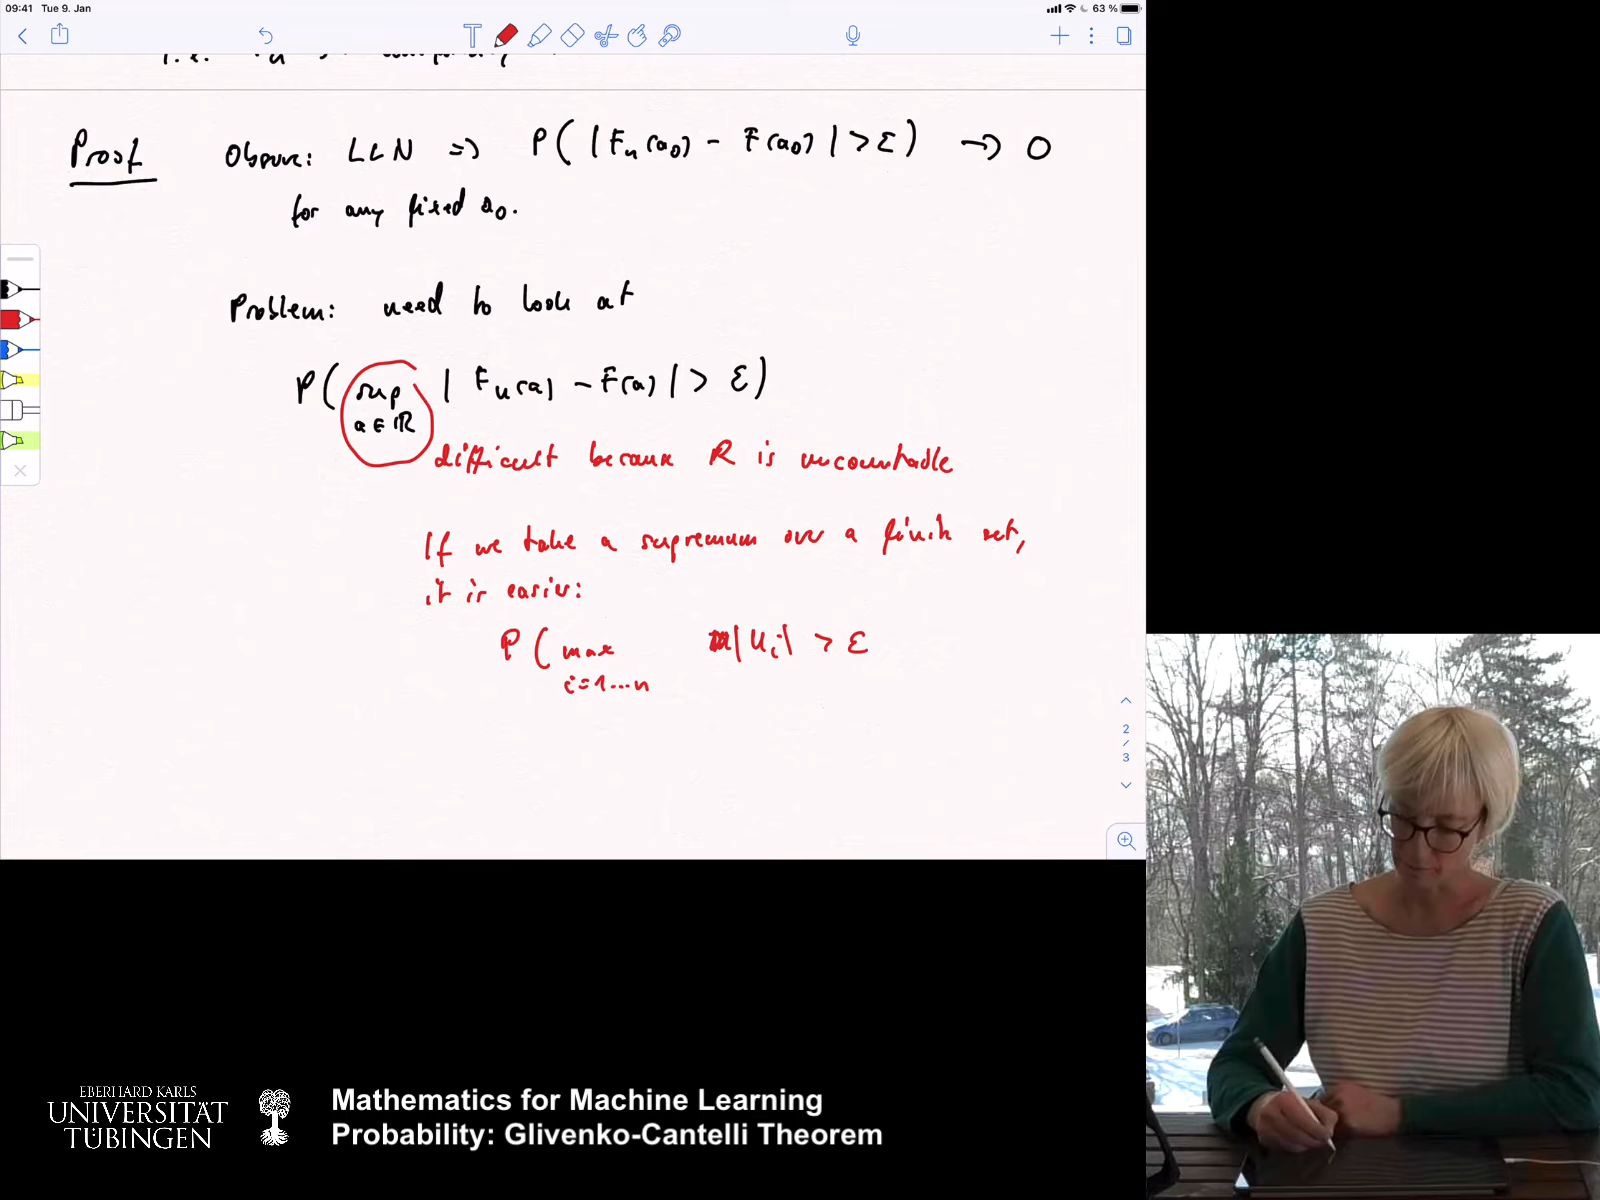 09:41 Tue 9. Jan 63 %
Proof Observe: LLN => P( |Fn(a0) - F(a0)| > ε) → 0
for any fixed a0.
Problem: need to look at
P( sup | Fn(a) - F(a) | > ε)
a ∈ ℝ
difficult because R is uncountable
If we take a supremum over a finite set,
it is easier:
P( max |Ui| > ε
i=1...n
2
/
3
EBERHARD KARLS
UNIVERSITÄT
TÜBINGEN
Mathematics for Machine Learning
Probability: Glivenko-Cantelli Theorem